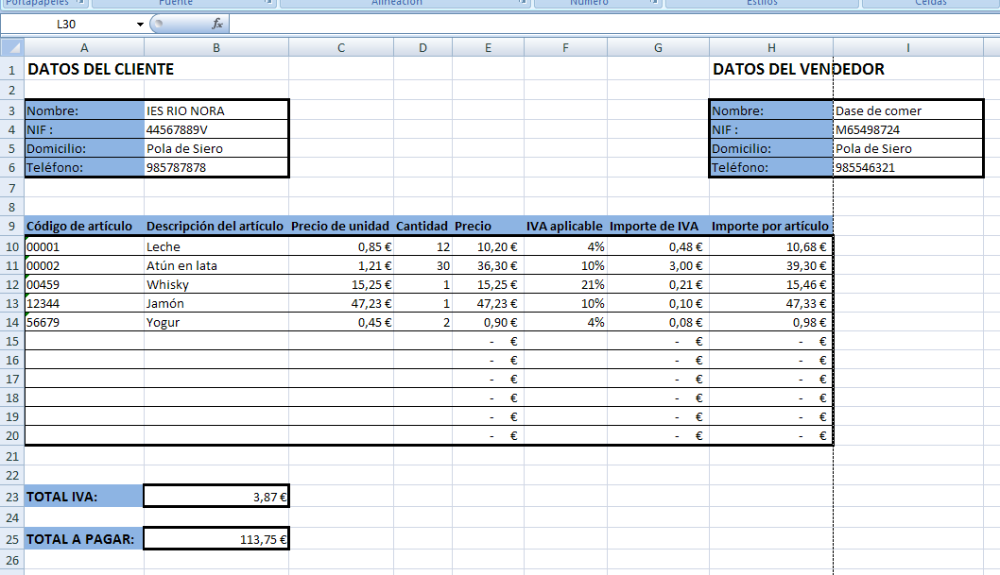 Portapapeles Fuente Alineación Número Estilos Celdas
L30 fx
A B C D E F G H I
1 DATOS DEL CLIENTE DATOS DEL VENDEDOR
2
3 Nombre: IES RIO NORA Nombre: Dase de comer
4 NIF : 44567889V NIF : M65498724
5 Domicilio: Pola de Siero Domicilio: Pola de Siero
6 Teléfono: 985787878 Teléfono: 985546321
7
8
9 Código de artículo Descripción del artículo Precio de unidad Cantidad Precio IVA aplicable Importe de IVA Importe por artículo
10 00001 Leche 0,85 € 12 10,20 € 4% 0,48 € 10,68 €
11 00002 Atún en lata 1,21 € 30 36,30 € 10% 3,00 € 39,30 €
12 00459 Whisky 15,25 € 1 15,25 € 21% 0,21 € 15,46 €
13 12344 Jamón 47,23 € 1 47,23 € 10% 0,10 € 47,33 €
14 56679 Yogur 0,45 € 2 0,90 € 4% 0,08 € 0,98 €
15 - € - € - €
16 - € - € - €
17 - € - € - €
18 - € - € - €
19 - € - € - €
20 - € - € - €
21
22
23 TOTAL IVA: 3,87 €
24
25 TOTAL A PAGAR: 113,75 €
26